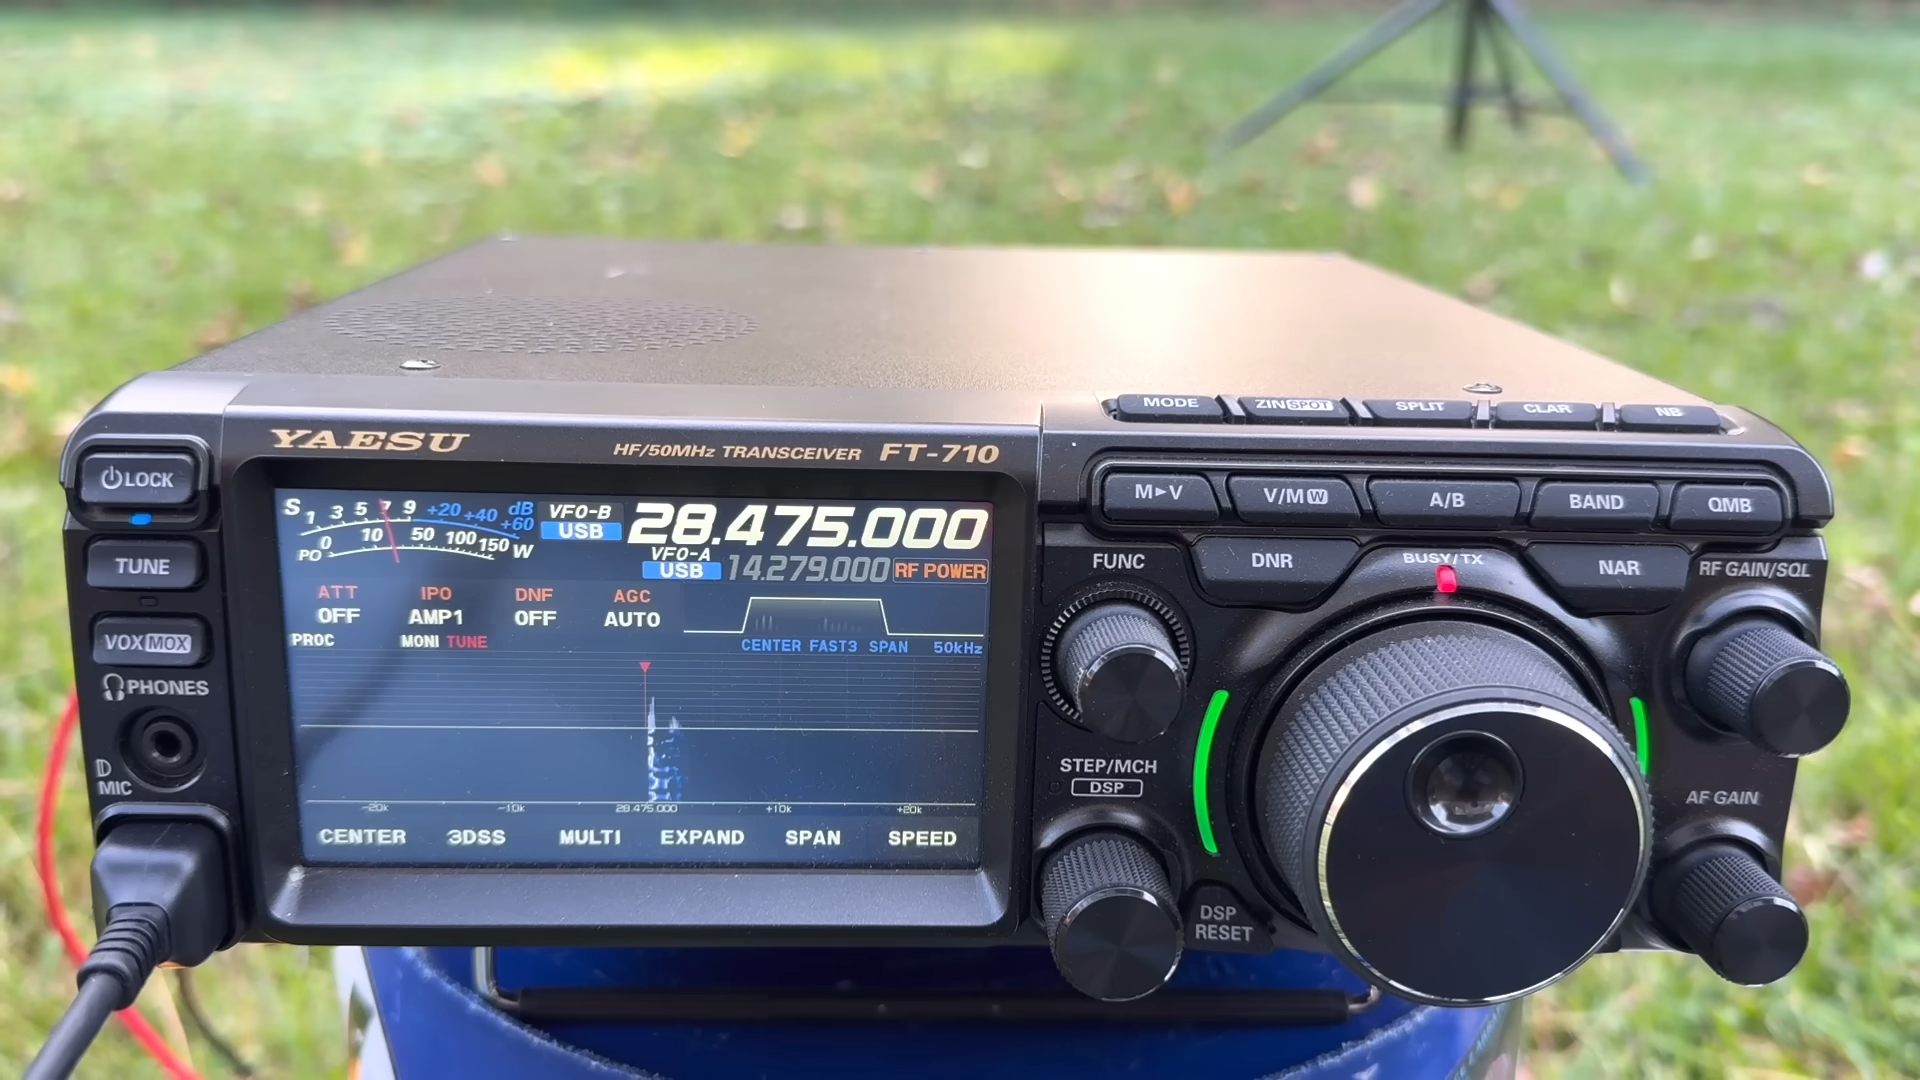 MODE ZIN SPOT SPLIT CLAR NB
YAESU HF/50MHz TRANSCEIVER FT-710
LOCK
M►V V/M W A/B BAND QMB
S 1 3 5 7 9 +20 +40 +60 dB
PO 0 10 50 100 150 W
VFO-B
USB
28.475.000
VFO-A
USB
14.279.000
RF POWER
TUNE
FUNC
DNR
BUSY/TX
NAR
RF GAIN/SQL
ATT IPO DNF AGC
OFF AMP1 OFF AUTO
PROC MONI TUNE
CENTER FAST3 SPAN 50kHz
VOX MOX
PHONES
MIC
STEP/MCH
DSP
AF GAIN
-20k -10k 28.475.000 +10k +20k
CENTER 3DSS MULTI EXPAND SPAN SPEED
DSP
RESET